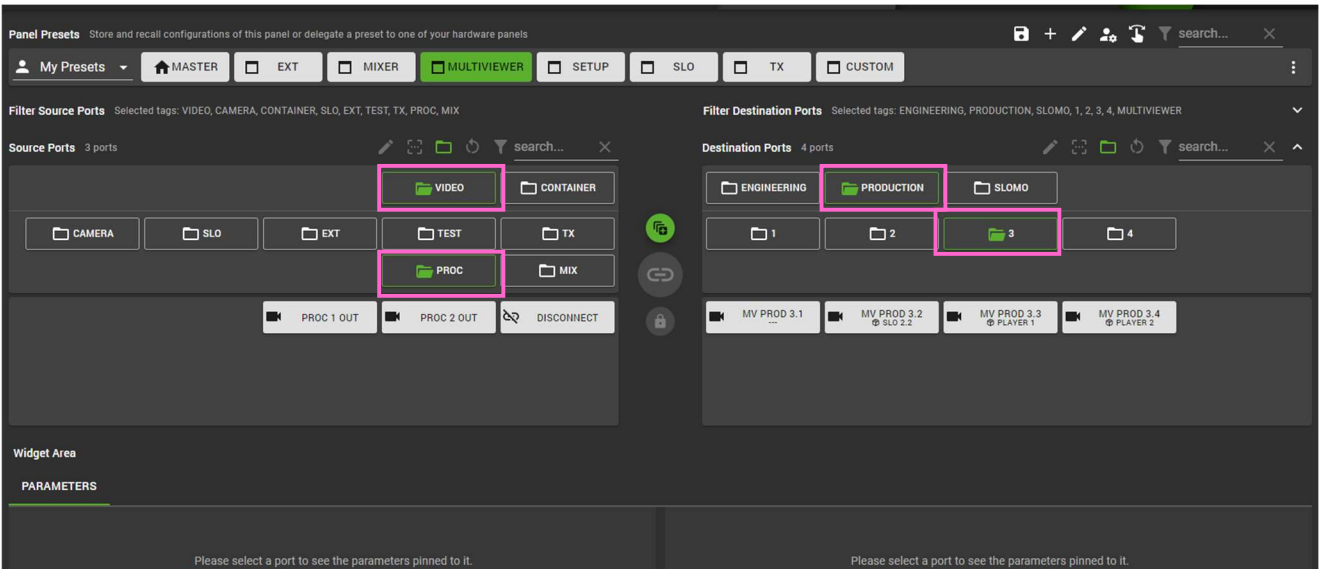 Panel Presets Store and recall configurations of this panel or delegate a preset to one of your hardware panels search...
My Presets MASTER EXT MIXER MULTIVIEWER SETUP SLO TX CUSTOM
Filter Source Ports Selected tags: VIDEO, CAMERA, CONTAINER, SLO, EXT, TEST, TX, PROC, MIX
Filter Destination Ports Selected tags: ENGINEERING, PRODUCTION, SLOMO, 1, 2, 3, 4, MULTIVIEWER
Source Ports 3 ports search...
Destination Ports 4 ports search...
VIDEO CONTAINER
ENGINEERING PRODUCTION SLOMO
CAMERA SLO EXT TEST TX
1 2 3 4
PROC MIX
PROC 1 OUT PROC 2 OUT DISCONNECT
MV PROD 3.1 MV PROD 3.2 MV PROD 3.3 MV PROD 3.4
--- SLO 2.2 PLAYER 1 PLAYER 2
Widget Area
PARAMETERS
Please select a port to see the parameters pinned to it.
Please select a port to see the parameters pinned to it.